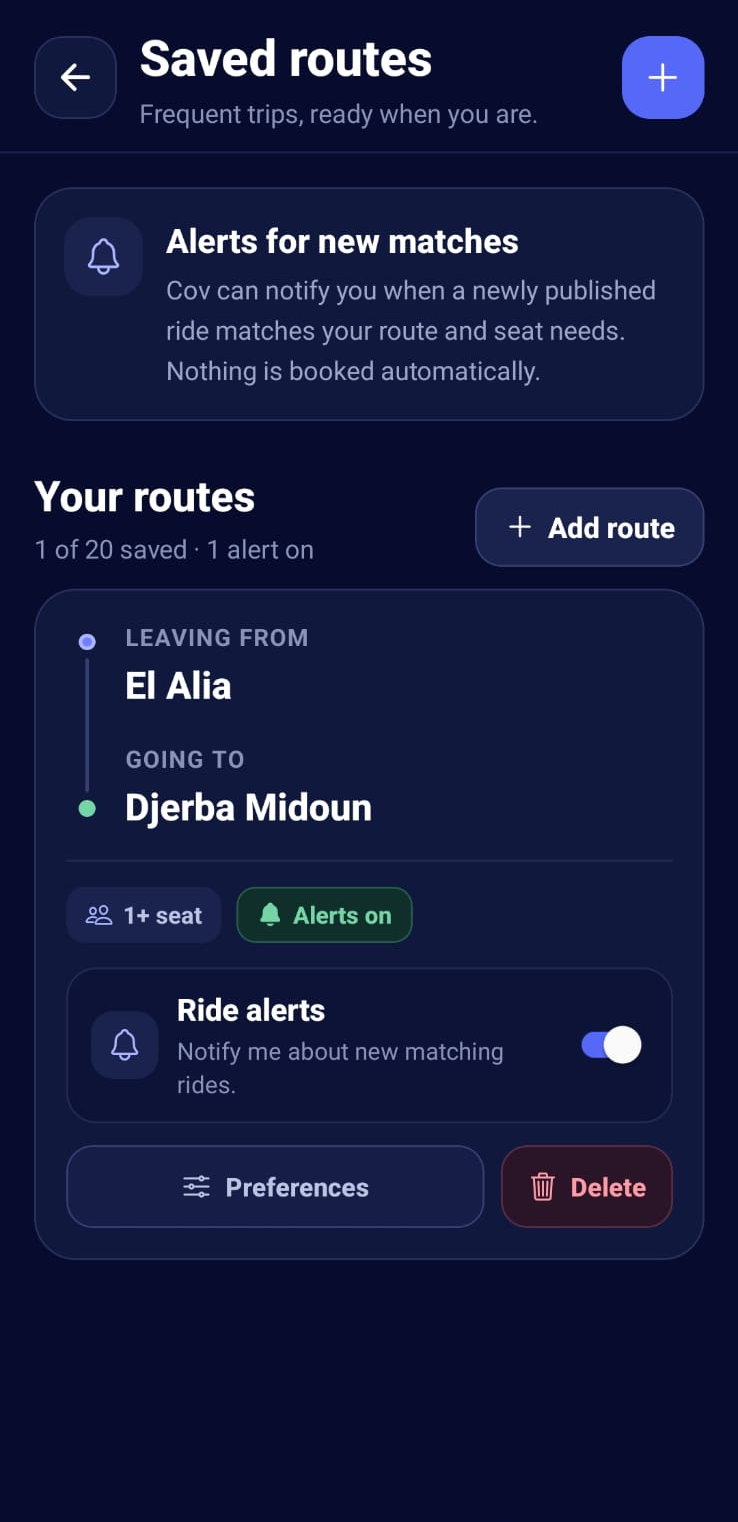 Saved routes
Frequent trips, ready when you are.
Alerts for new matches
Cov can notify you when a newly published
ride matches your route and seat needs.
Nothing is booked automatically.
Your routes
1 of 20 saved · 1 alert on
Add route
LEAVING FROM
El Alia
GOING TO
Djerba Midoun
1+ seat
Alerts on
Ride alerts
Notify me about new matching
rides.
Preferences
Delete